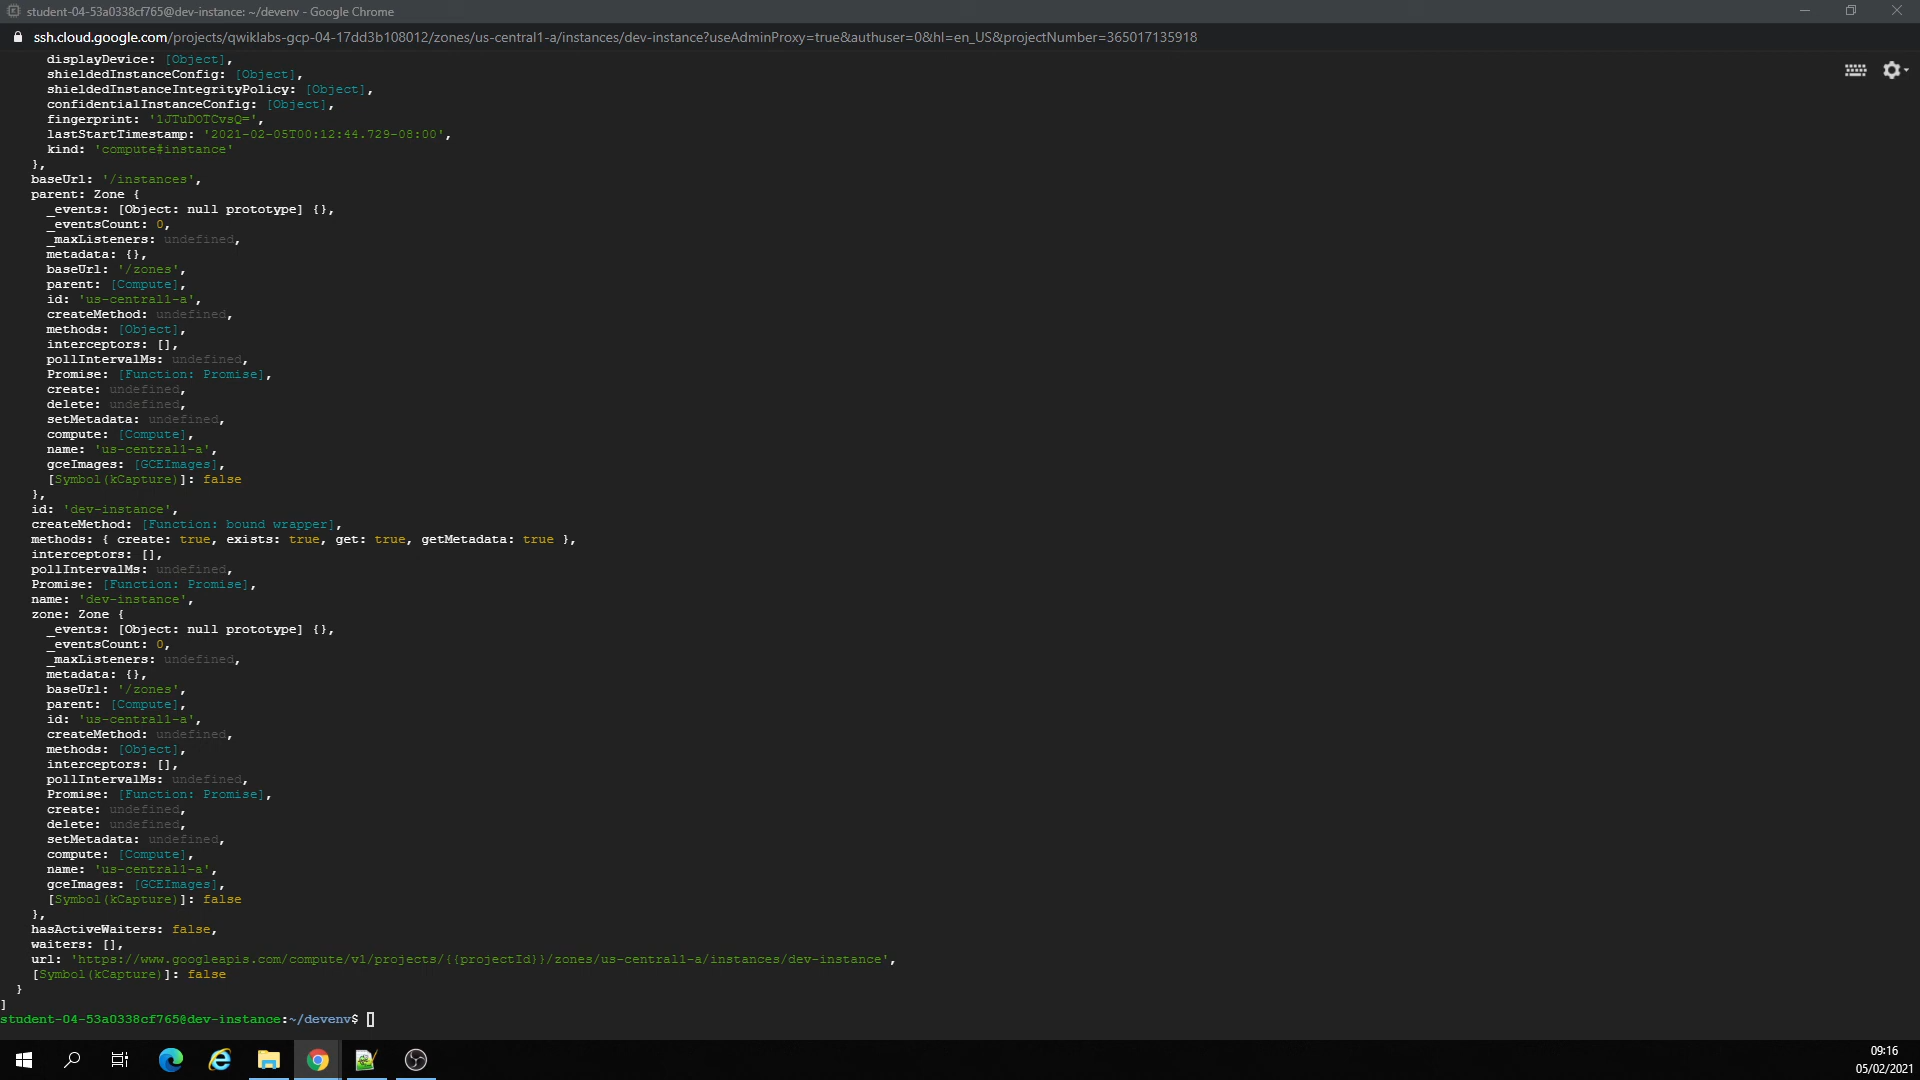 student-04-53a0338cf765@dev-instance: ~/devenv - Google Chrome
ssh.cloud.google.com/projects/qwiklabs-gcp-04-17dd3b108012/zones/us-central1-a/instances/dev-instance?useAdminProxy=true&authuser=0&hl=en_US&projectNumber=365017135918
displayDevice: [Object],
shieldedInstanceConfig: [Object],
shieldedInstanceIntegrityPolicy: [Object],
confidentialInstanceConfig: [Object],
fingerprint: 'lJTuDOTCvsQ=',
lastStartTimestamp: '2021-02-05T00:12:44.729-08:00',
kind: 'compute#instance'
},
baseUrl: '/instances',
parent: Zone {
_events: [Object: null prototype] {},
_eventsCount: 0,
_maxListeners: undefined,
metadata: {},
baseUrl: '/zones',
parent: [Compute],
id: 'us-central1-a',
createMethod: undefined,
methods: [Object],
interceptors: [],
pollIntervalMs: undefined,
Promise: [Function: Promise],
create: undefined,
delete: undefined,
setMetadata: undefined,
compute: [Compute],
name: 'us-central1-a',
gceImages: [GCEImages],
[Symbol(kCapture)]: false
},
id: 'dev-instance',
createMethod: [Function: bound wrapper],
methods: { create: true, exists: true, get: true, getMetadata: true },
interceptors: [],
pollIntervalMs: undefined,
Promise: [Function: Promise],
name: 'dev-instance',
zone: Zone {
_events: [Object: null prototype] {},
_eventsCount: 0,
_maxListeners: undefined,
metadata: {},
baseUrl: '/zones',
parent: [Compute],
id: 'us-central1-a',
createMethod: undefined,
methods: [Object],
interceptors: [],
pollIntervalMs: undefined,
Promise: [Function: Promise],
create: undefined,
delete: undefined,
setMetadata: undefined,
compute: [Compute],
name: 'us-central1-a',
gceImages: [GCEImages],
[Symbol(kCapture)]: false
},
hasActiveWaiters: false,
waiters: [],
url: 'https://www.googleapis.com/compute/v1/projects/{{projectId}}/zones/us-central1-a/instances/dev-instance',
[Symbol(kCapture)]: false
}
]
student-04-53a0338cf765@dev-instance:~/devenv$
09:16
05/02/2021